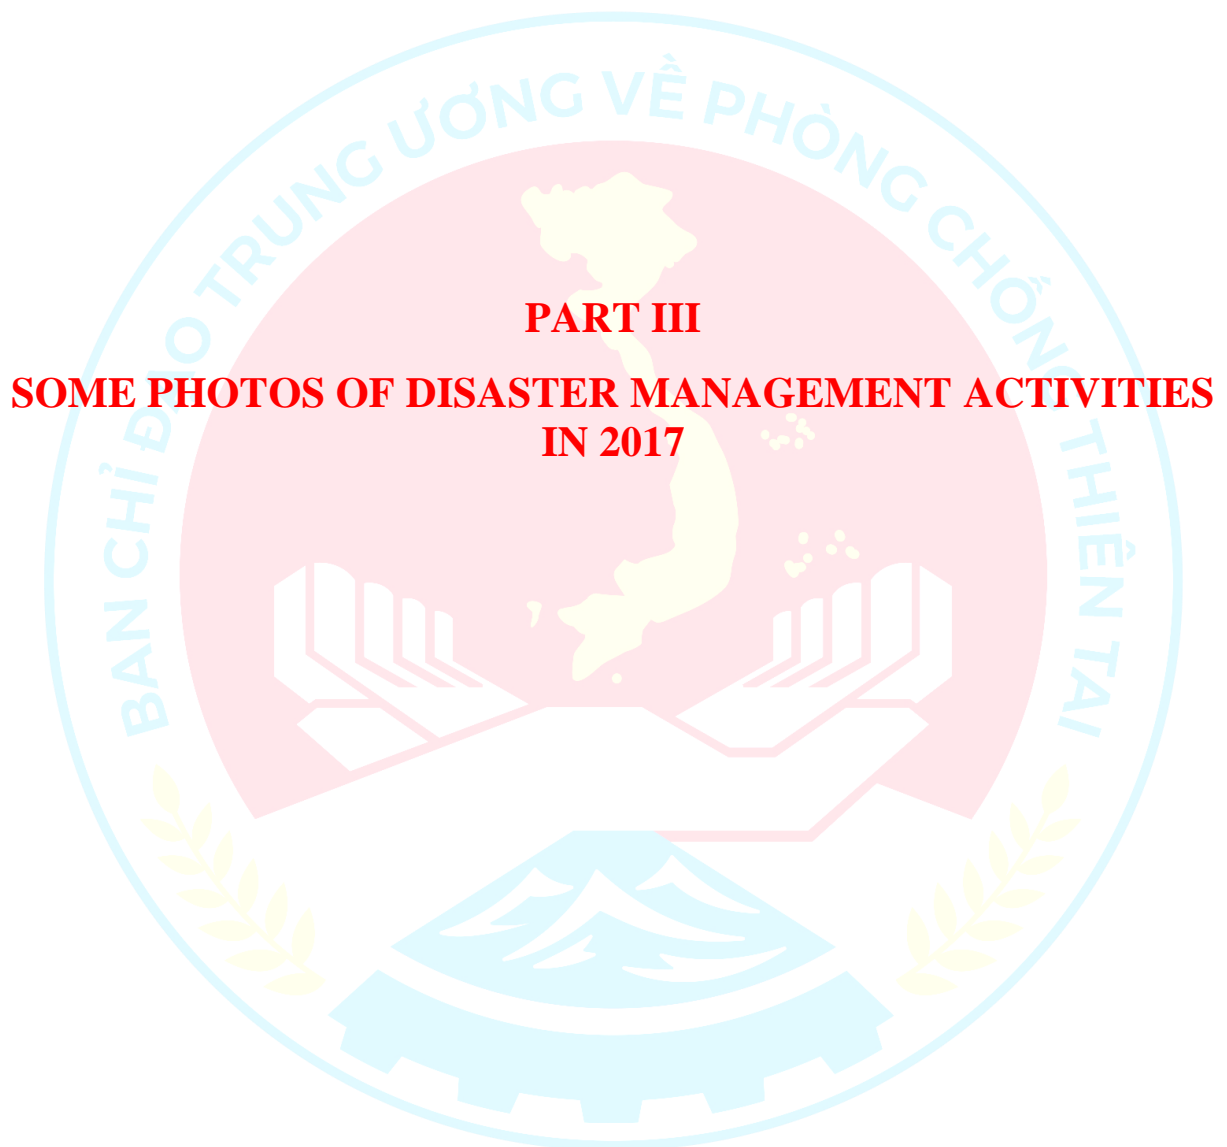 BAN CHỈ ĐẠO TRUNG ƯƠNG VỀ PHÒNG CHỐNG THIÊN TAI
PART III
SOME PHOTOS OF DISASTER MANAGEMENT ACTIVITIES
IN 2017